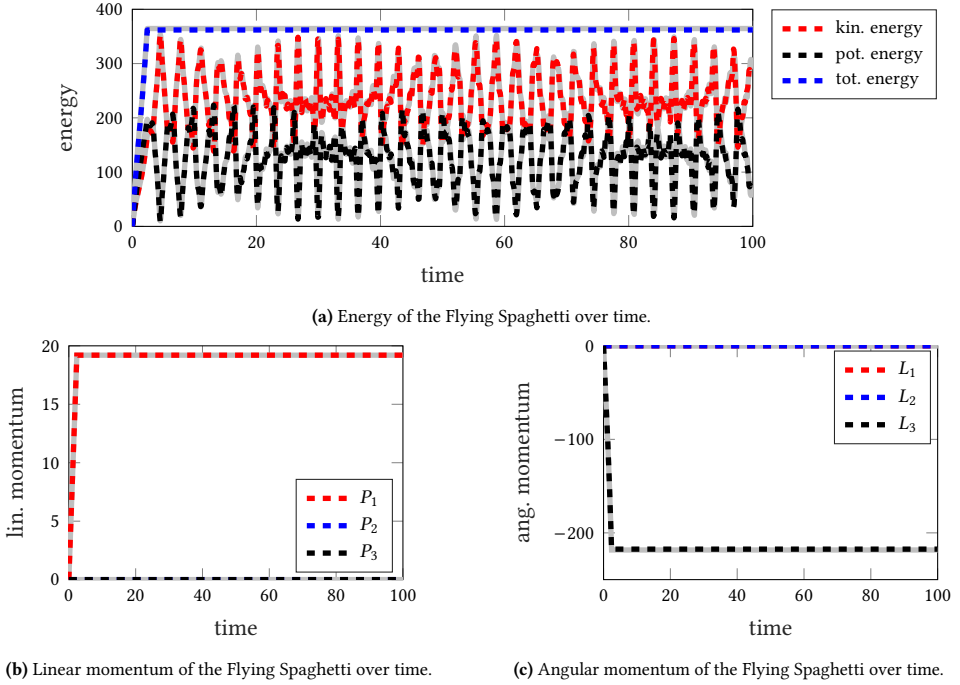 400
300
200
100
0
energy
0
20
40
60
80
100
time
kin. energy
pot. energy
tot. energy
(a) Energy of the Flying Spaghetti over time.
20
15
10
5
0
lin. momentum
0
20
40
60
80
100
time
P₁
P₂
P₃
(b) Linear momentum of the Flying Spaghetti over time.
0
−100
−200
ang. momentum
0
20
40
60
80
100
time
L₁
L₂
L₃
(c) Angular momentum of the Flying Spaghetti over time.